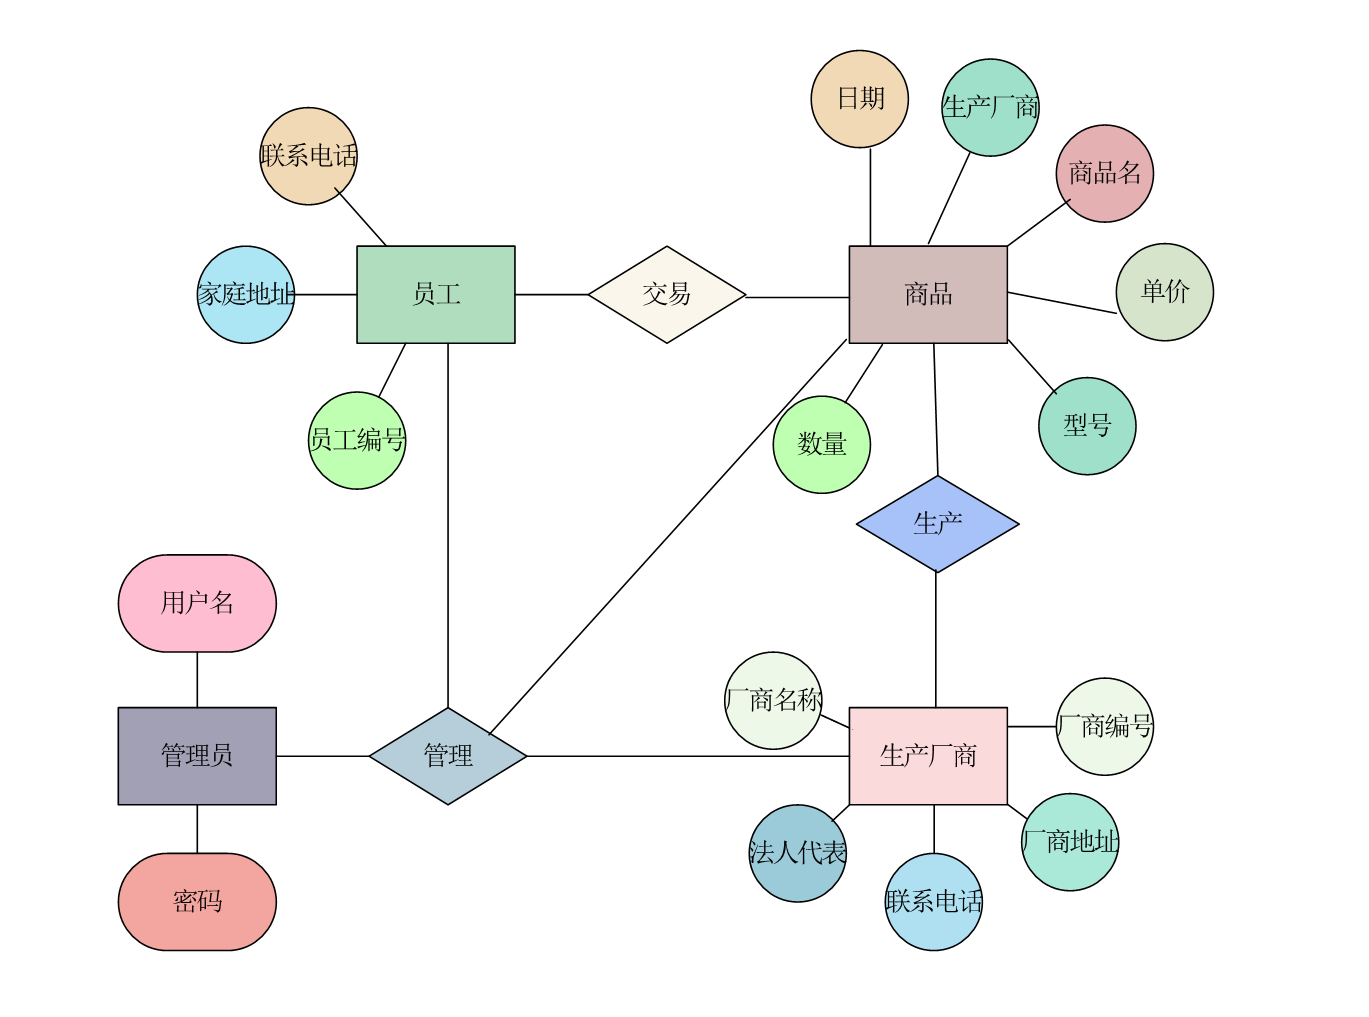 日期
生产厂商
联系电话
商品名
家庭地址
员工
交易
商品
单价
员工编号
数量
型号
生产
用户名
厂商名称
厂商编号
管理员
管理
生产厂商
法人代表
厂商地址
密码
联系电话